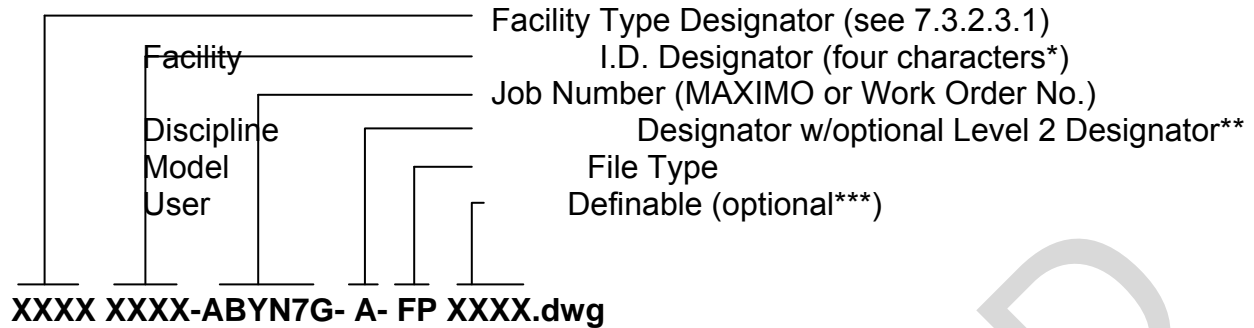 Facility Type Designator (see 7.3.2.3.1)
Facility I.D. Designator (four characters*)
Job Number (MAXIMO or Work Order No.)
Discipline Designator w/optional Level 2 Designator**
Model File Type
User Definable (optional***)
XXXX XXXX-ABYN7G- A- FP XXXX.dwg